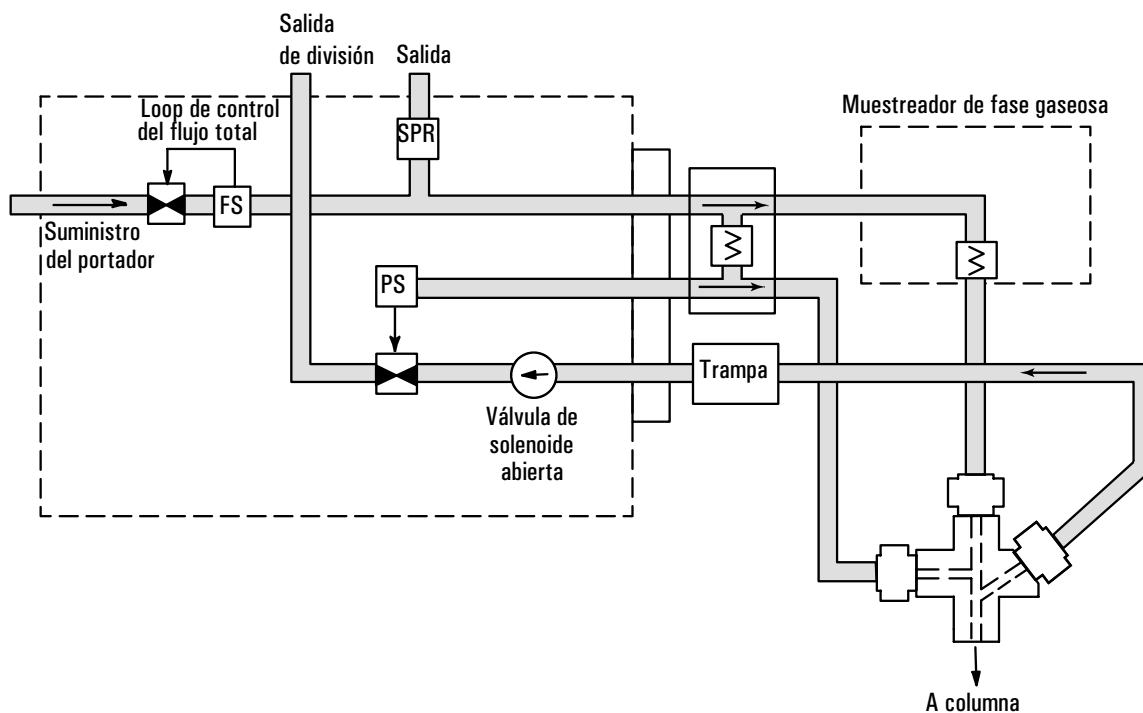 Salida
de división
Salida
Loop de control
del flujo total
SPR
Muestreador de fase gaseosa
FS
Suministro
del portador
PS
Trampa
Válvula de
solenoide
abierta
A columna